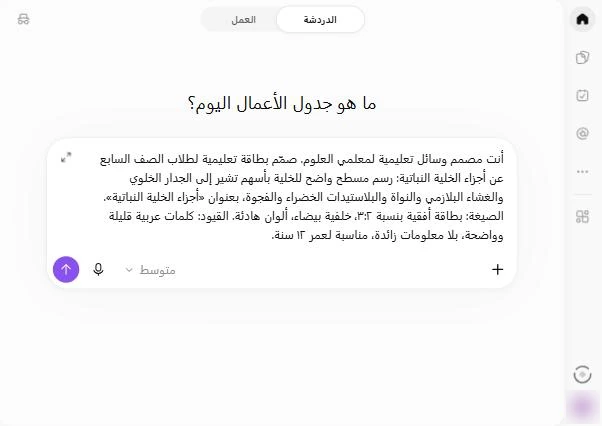 الدردشة
العمل
ما هو جدول الأعمال اليوم؟
أنت مصمم وسائل تعليمية لمعلمي العلوم. صمّم بطاقة تعليمية لطلاب الصف السابع
عن أجزاء الخلية النباتية: رسم مسطح واضح للخلية بأسهم تشير إلى الجدار الخلوي
والغشاء البلازمي والنواة والبلاستيدات الخضراء والفجوة، بعنوان «أجزاء الخلية النباتية».
الصيغة: بطاقة أفقية بنسبة ٣:٢، خلفية بيضاء، ألوان هادئة. القيود: كلمات عربية قليلة
وواضحة، بلا معلومات زائدة، مناسبة لعمر ١٢ سنة.
متوسط